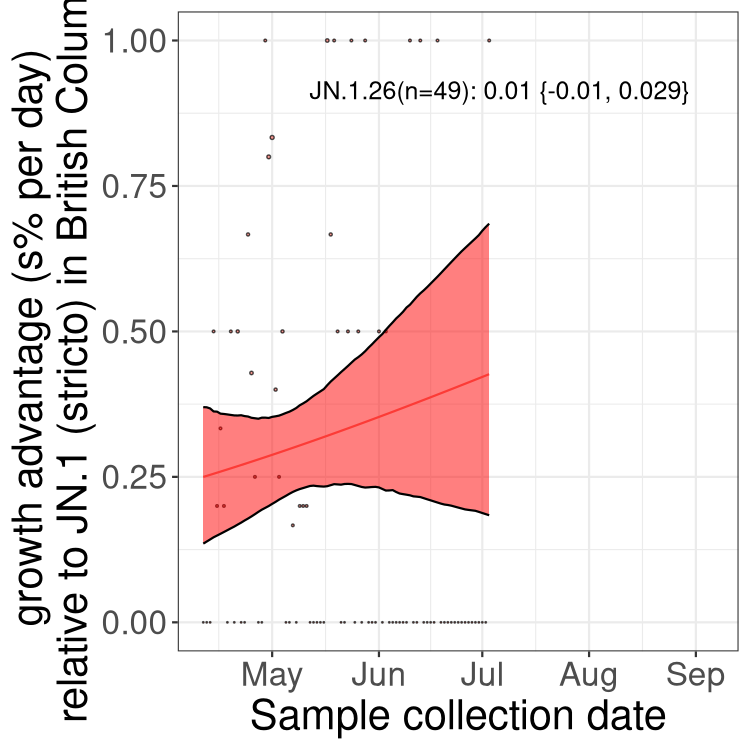 growth advantage (s% per day)
relative to JN.1 (stricto) in British Colum
1.00
0.75
0.50
0.25
0.00
JN.1.26(n=49): 0.01 {-0.01, 0.029}
May Jun Jul Aug Sep
Sample collection date